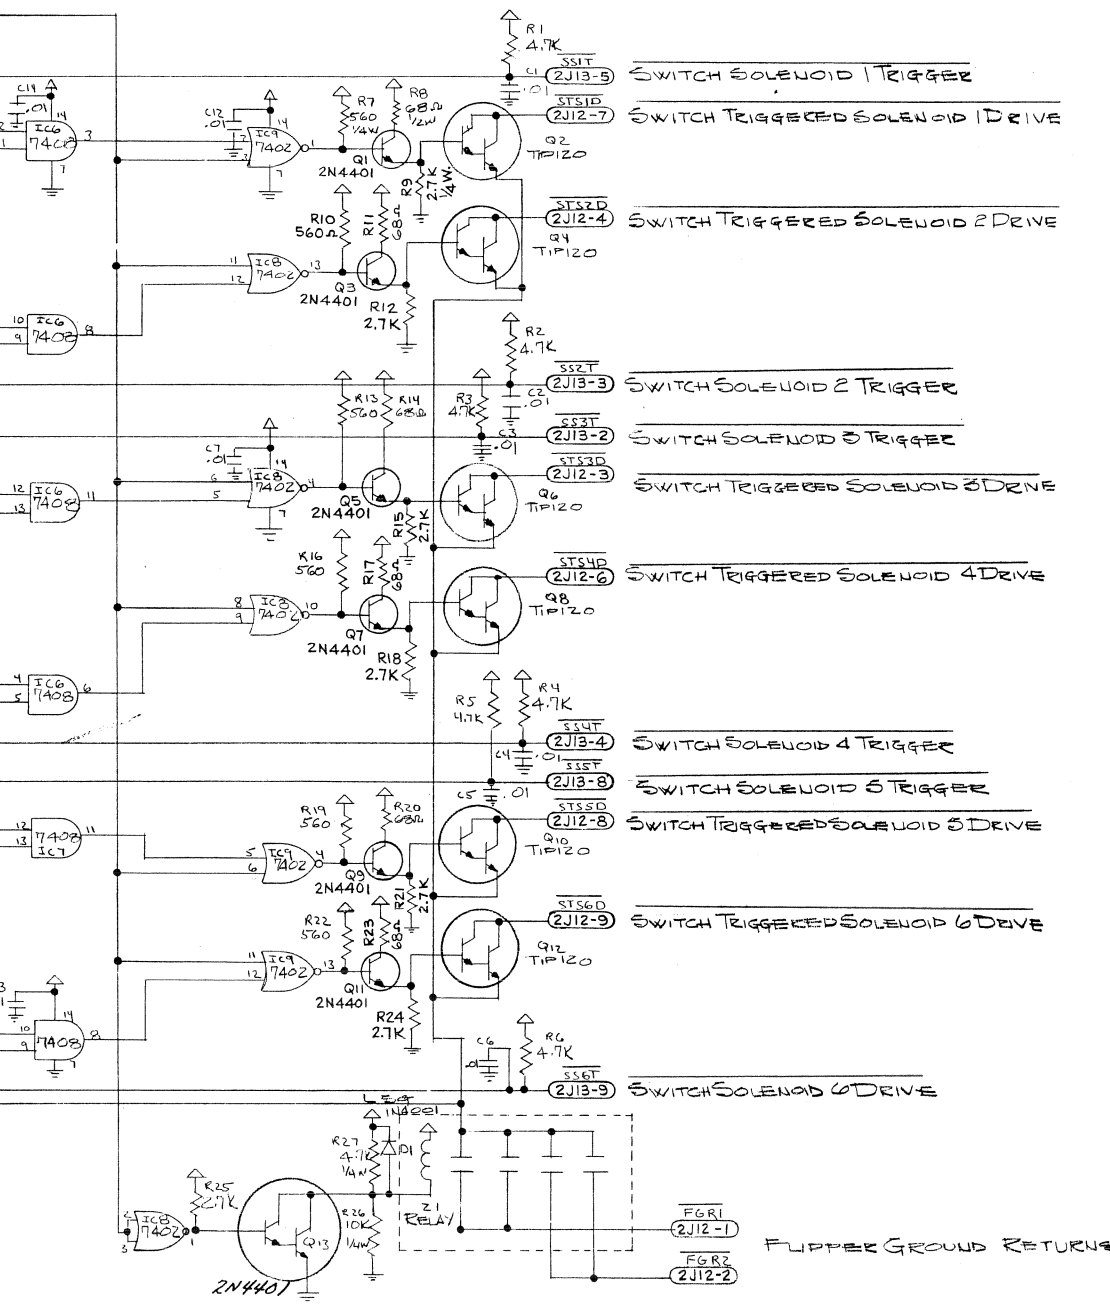 R1
4.7K
C1
.01
SS1T
2J13-5
SWITCH SOLENOID 1 TRIGGER
C14
.01
14
IC6
7408
2
1
3
7
C12
.01
14
IC9
7402
2
3
1
7
R7
560
1/4W
R8
68Ω
1/2W
Q1
2N4401
R9
2.7K
1/4W.
Q2
TIP120
STS1D
2J12-7
SWITCH TRIGGERED SOLENOID 1 DRIVE
R10
560Ω
R11
68Ω
11
12
IC8
7402
13
Q3
2N4401
R12
2.7K
Q4
TIP120
STS2D
2J12-4
SWITCH TRIGGERED SOLENOID 2 DRIVE
10
9
IC6
7408
8
R2
4.7K
C2
.01
SS2T
2J13-3
SWITCH SOLENOID 2 TRIGGER
R3
4.7K
C3
.01
SS3T
2J13-2
SWITCH SOLENOID 3 TRIGGER
R13
560
R14
68Ω
C7
.01
14
6
5
IC8
7402
4
7
12
13
IC6
7408
11
Q5
2N4401
R15
2.7K
Q6
TIP120
STS3D
2J12-3
SWITCH TRIGGERED SOLENOID 3 DRIVE
R16
560
R17
68Ω
8
9
IC8
7402
10
Q7
2N4401
R18
2.7K
Q8
TIP120
STS4D
2J12-6
SWITCH TRIGGERED SOLENOID 4 DRIVE
4
5
IC6
7408
6
R5
4.7K
R4
4.7K
C4
.01
SS4T
2J13-4
SWITCH SOLENOID 4 TRIGGER
C5
.01
SS5T
2J13-8
SWITCH SOLENOID 5 TRIGGER
R19
560
R20
68Ω
12
13
7408
IC7
11
5
6
IC9
7402
4
Q9
2N4401
R21
2.7K
Q10
TIP120
STS5D
2J12-8
SWITCH TRIGGERED SOLENOID 5 DRIVE
R22
560
R23
68Ω
11
12
IC9
7402
13
Q11
2N4401
R24
2.7K
Q12
TIP120
STS6D
2J12-9
SWITCH TRIGGERED SOLENOID 6 DRIVE
3
1
14
10
9
7408
8
7
C6
.01
R6
4.7K
SS6T
2J13-9
SWITCH SOLENOID 6 DRIVE
1N4001
D1
R27
4.7K
1/4W
R26
10K
1/4W
Z1
RELAY
R25
2.7K
2
3
IC8
7402
1
Q13
2N4401
FGR1
2J12-1
FGR2
2J12-2
FLIPPER GROUND RETURNS